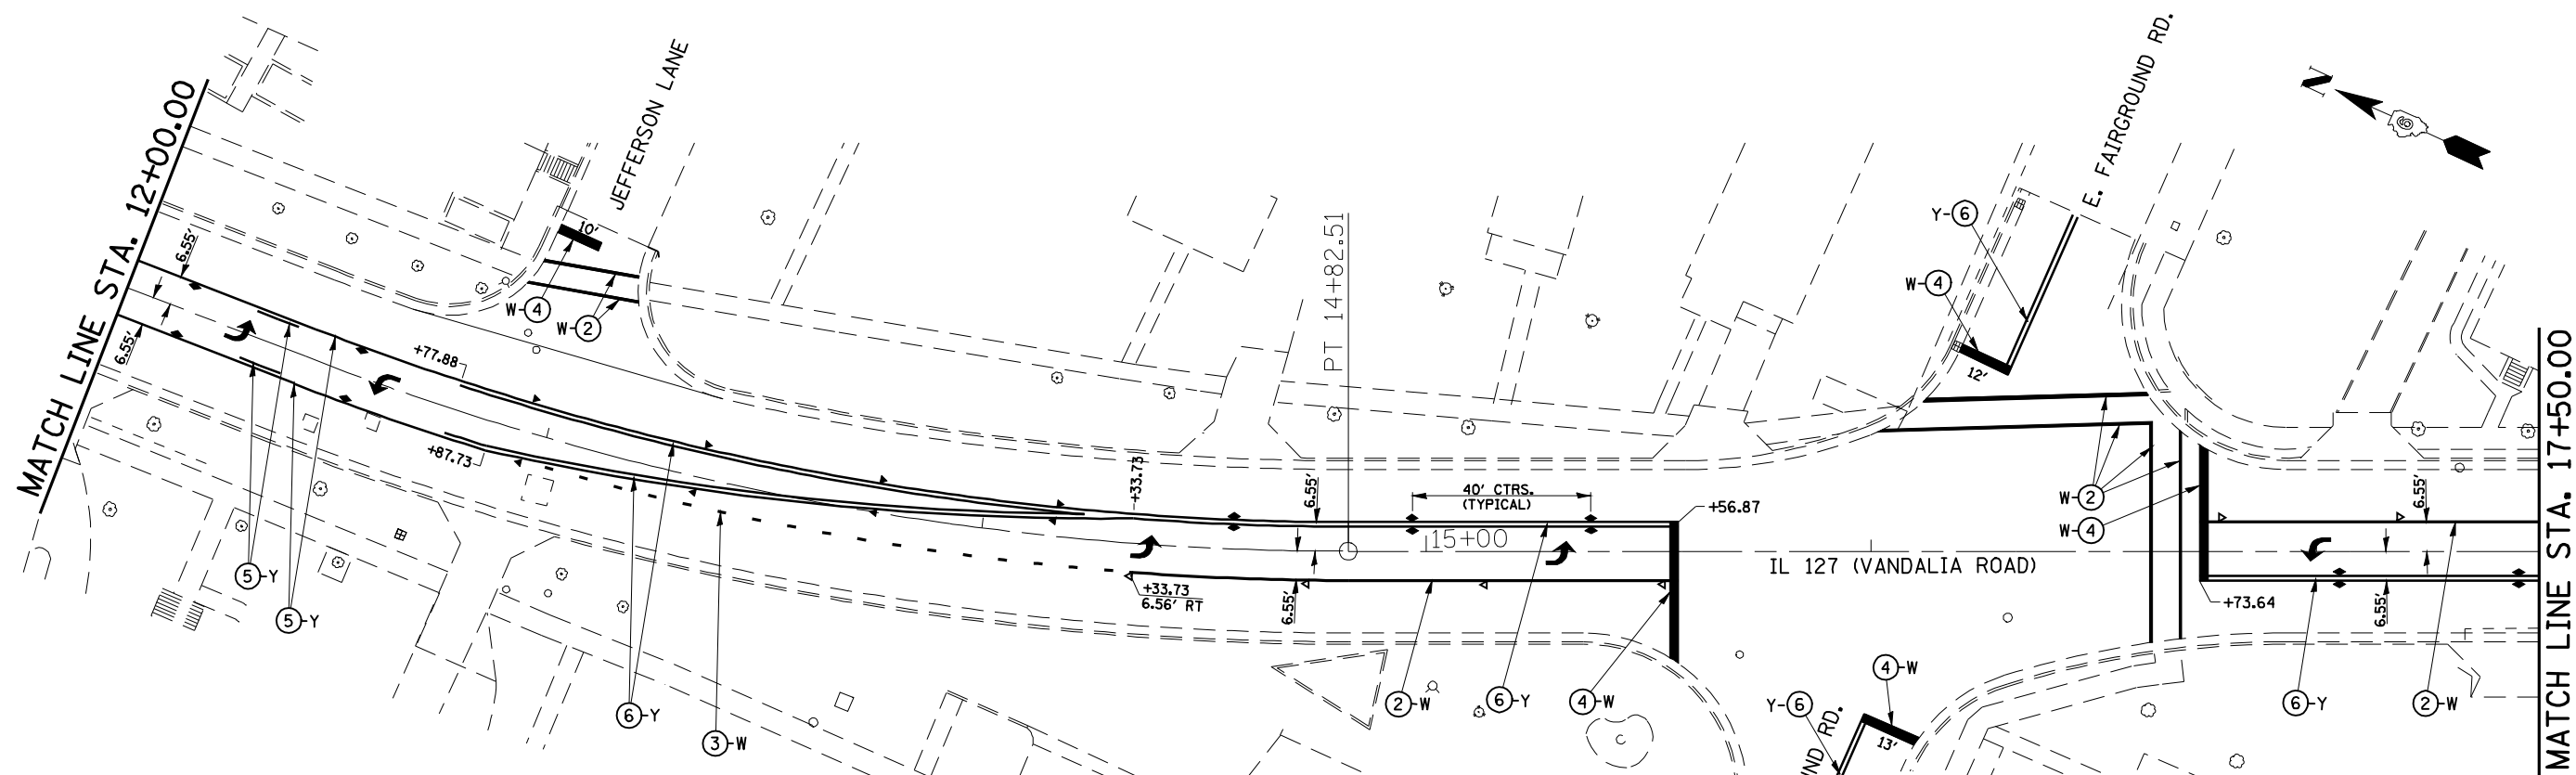 MATCH LINE STA. 12+00.00
6.55'
6.55'
JEFFERSON LANE
10'
W-4
W-2
+77.88
+87.73
5-Y
5-Y
6-Y
3-W
+33.73
+33.73
6.56' RT
PT 14+82.51
6.55'
6.55'
40' CTRS.
(TYPICAL)
15+00
+56.87
2-W
6-Y
4-W
IL 127 (VANDALIA ROAD)
E. FAIRGROUND RD.
Y-6
W-4
12'
W-2
W-4
N
6
+73.64
6.55'
6.55'
6-Y
2-W
4-W
Y-6
13'
ND RD.
MATCH LINE STA. 17+50.00